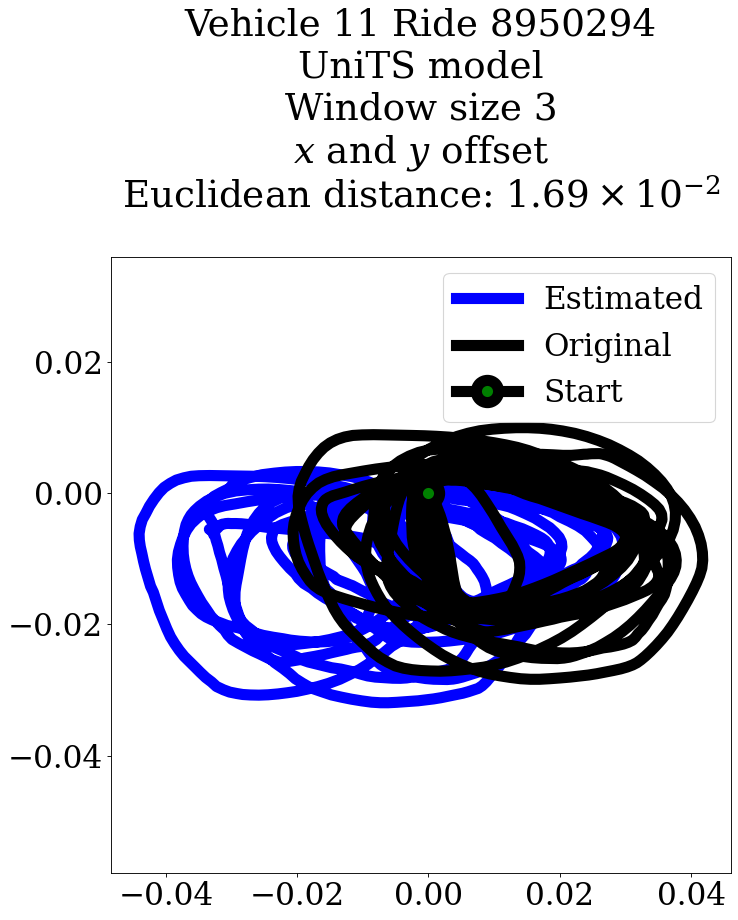 Vehicle 11 Ride 8950294
UniTS model
Window size 3
x and y offset
Euclidean distance: 1.69 × 10⁻²
Estimated
Original
Start
0.02
0.00
−0.02
−0.04
−0.04 −0.02 0.00 0.02 0.04